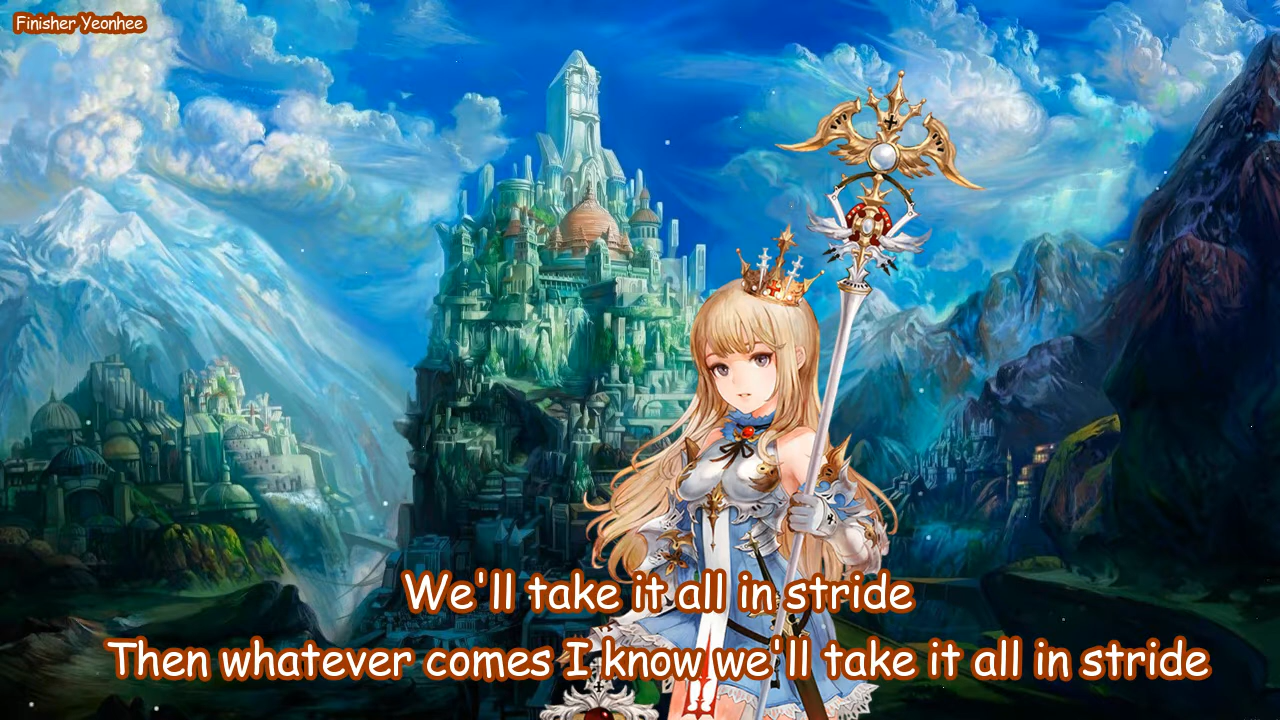 Finisher Yeonhee
We'll take it all in stride
Then whatever comes I know we'll take it all in stride